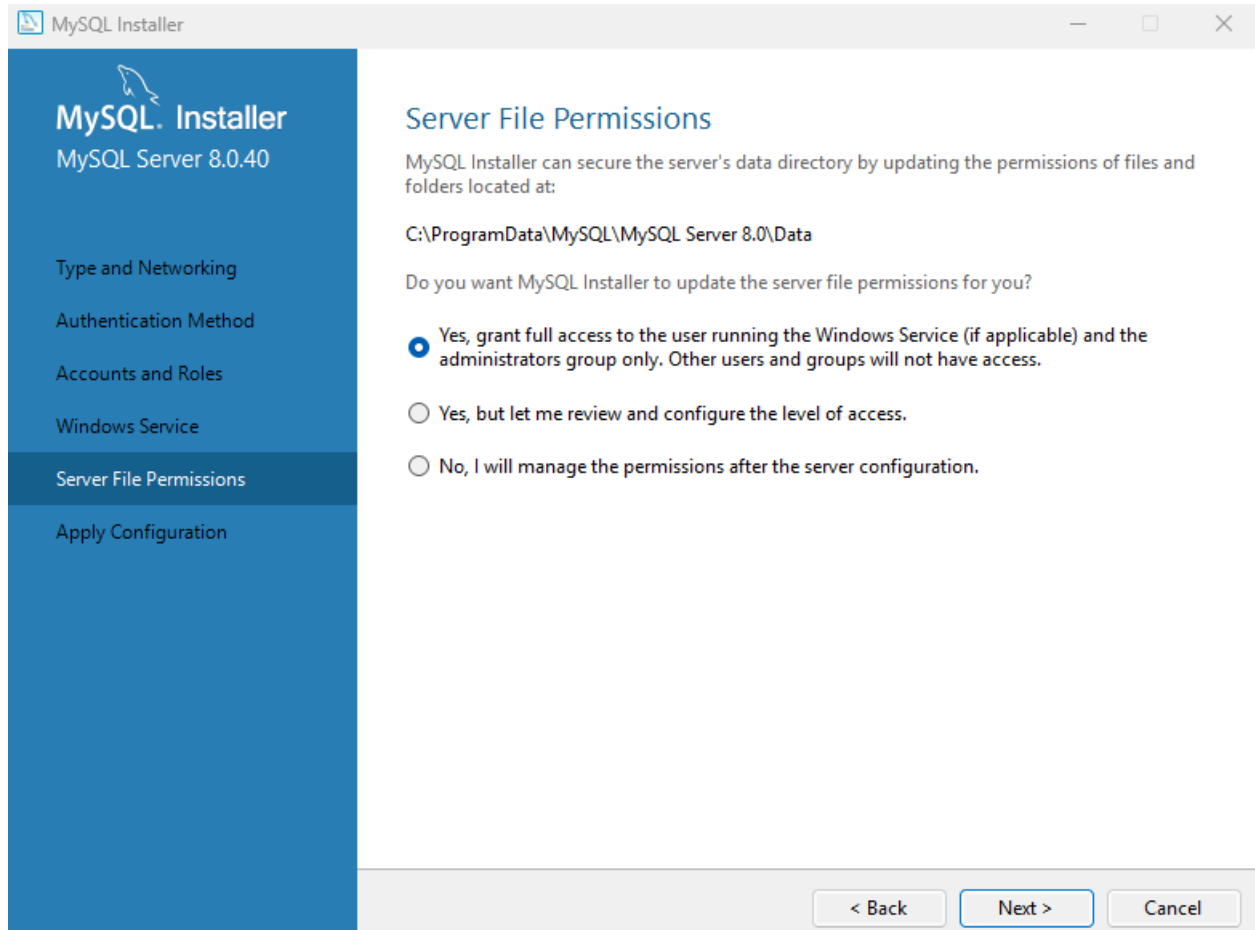 MySQL Installer
MySQL. Installer
MySQL Server 8.0.40
Type and Networking
Authentication Method
Accounts and Roles
Windows Service
Server File Permissions
Apply Configuration
Server File Permissions
MySQL Installer can secure the server's data directory by updating the permissions of files and
folders located at:
C:\ProgramData\MySQL\MySQL Server 8.0\Data
Do you want MySQL Installer to update the server file permissions for you?
Yes, grant full access to the user running the Windows Service (if applicable) and the
administrators group only. Other users and groups will not have access.
Yes, but let me review and configure the level of access.
No, I will manage the permissions after the server configuration.
< Back
Next >
Cancel